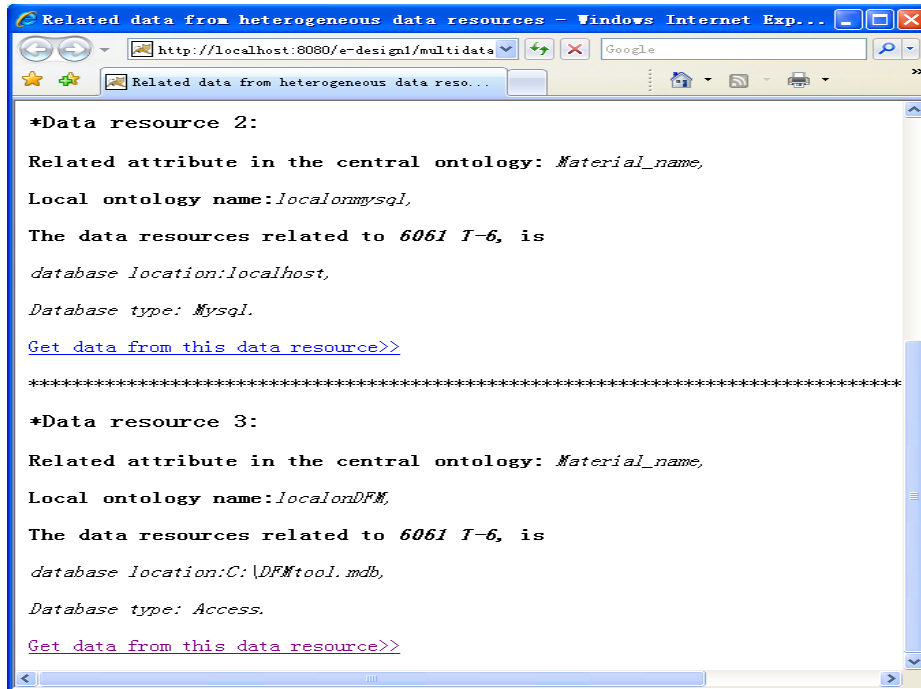 Related data from heterogeneous data resources - Windows Internet Exp...
http://localhost:8080/e-design1/multidata
Google
Related data from heterogeneous data reso...
*Data resource 2:
Related attribute in the central ontology: Material_name,
Local ontology name:localonmysql,
The data resources related to 6061 T-6, is
database location:localhost,
Database type: Mysql.
Get data from this data resource>>
*******************************************************************************
*Data resource 3:
Related attribute in the central ontology: Material_name,
Local ontology name:localonDFM,
The data resources related to 6061 T-6, is
database location:C:\DFMtool.mdb,
Database type: Access.
Get data from this data resource>>